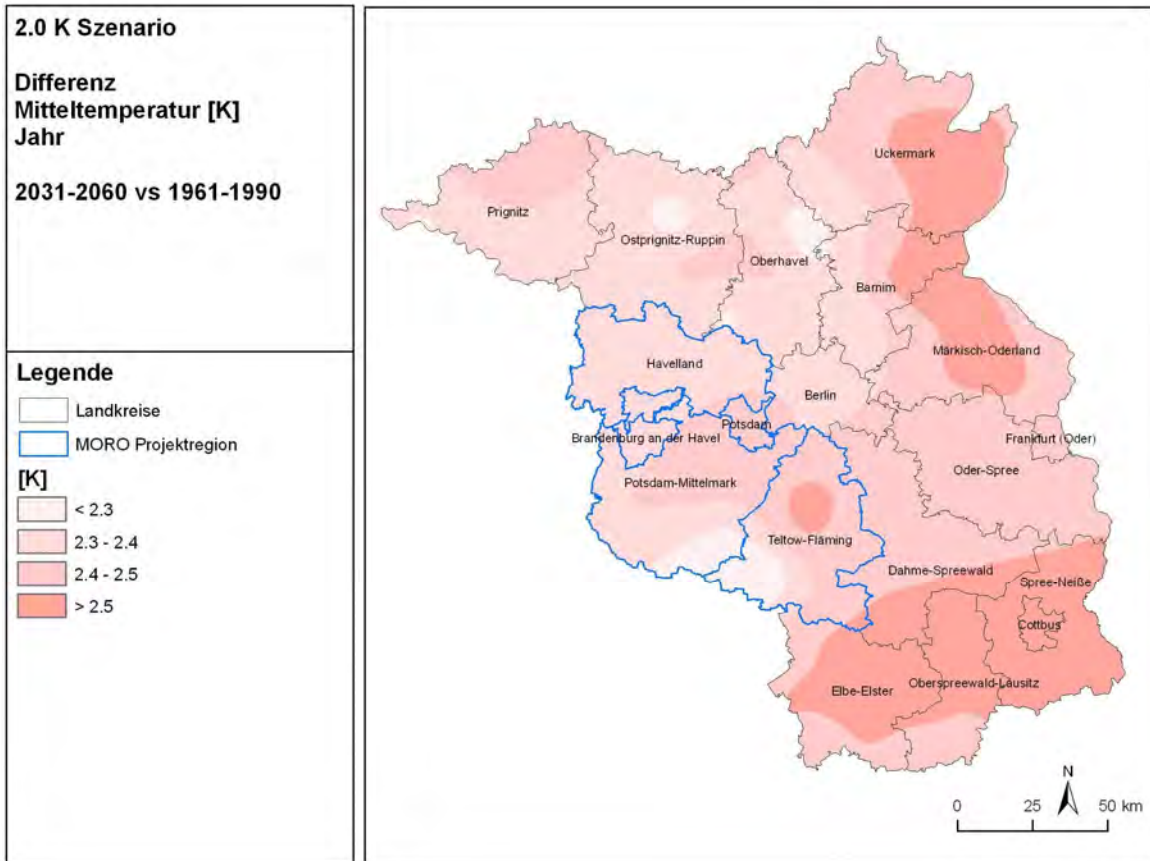 2.0 K Szenario
Differenz
Mitteltemperatur [K]
Jahr
2031-2060 vs 1961-1990
Legende
Landkreise
MORO Projektregion
[K]
< 2.3
2.3 - 2.4
2.4 - 2.5
> 2.5
Uckermark
Prignitz
Ostprignitz-Ruppin
Oberhavel
Barnim
Märkisch-Oderland
Havelland
Berlin
Potsdam
Brandenburg an der Havel
Frankfurt (Oder)
Oder-Spree
Potsdam-Mittelmark
Teltow-Fläming
Dahme-Spreewald
Spree-Neiße
Cottbus
Elbe-Elster
Oberspreewald-Lausitz
N
0 25 50 km